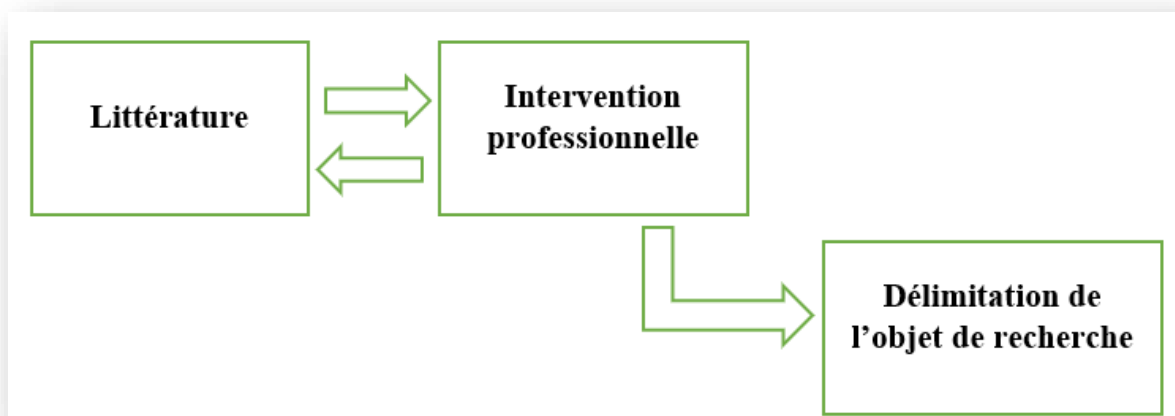 Littérature
Intervention
professionnelle
Délimitation de
l’objet de recherche